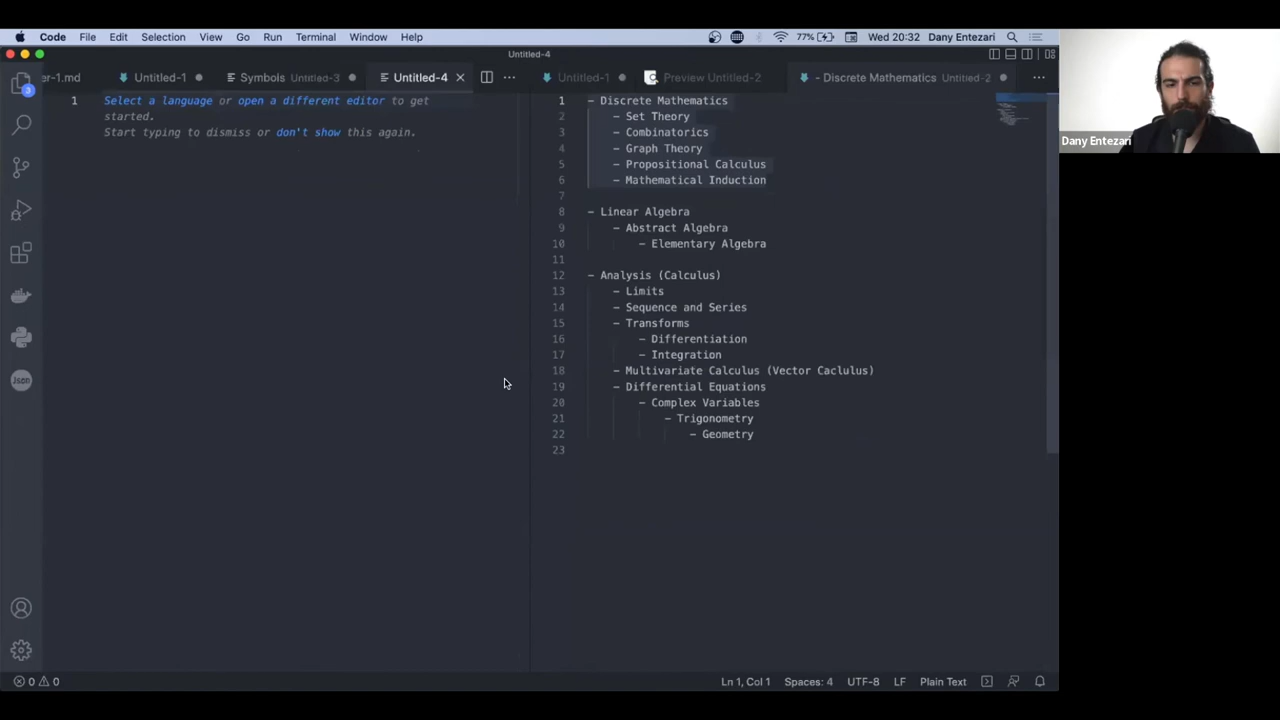 Code File Edit Selection View Go Run Terminal Window Help 77% Wed 20:32 Dany Entezari
Untitled-4
er-1.md Untitled-1 Symbols Untitled-3 Untitled-4 Untitled-1 Preview Untitled-2 - Discrete Mathematics Untitled-2
1 Select a language or open a different editor to get
started.
Start typing to dismiss or don't show this again.
1 - Discrete Mathematics
2 - Set Theory
3 - Combinatorics
4 - Graph Theory
5 - Propositional Calculus
6 - Mathematical Induction
7
8 - Linear Algebra
9 - Abstract Algebra
10 - Elementary Algebra
11
12 - Analysis (Calculus)
13 - Limits
14 - Sequence and Series
15 - Transforms
16 - Differentiation
17 - Integration
18 - Multivariate Calculus (Vector Caclulus)
19 - Differential Equations
20 - Complex Variables
21 - Trigonometry
22 - Geometry
23
3
Json
0 0 Ln 1, Col 1 Spaces: 4 UTF-8 LF Plain Text
Dany Entezari